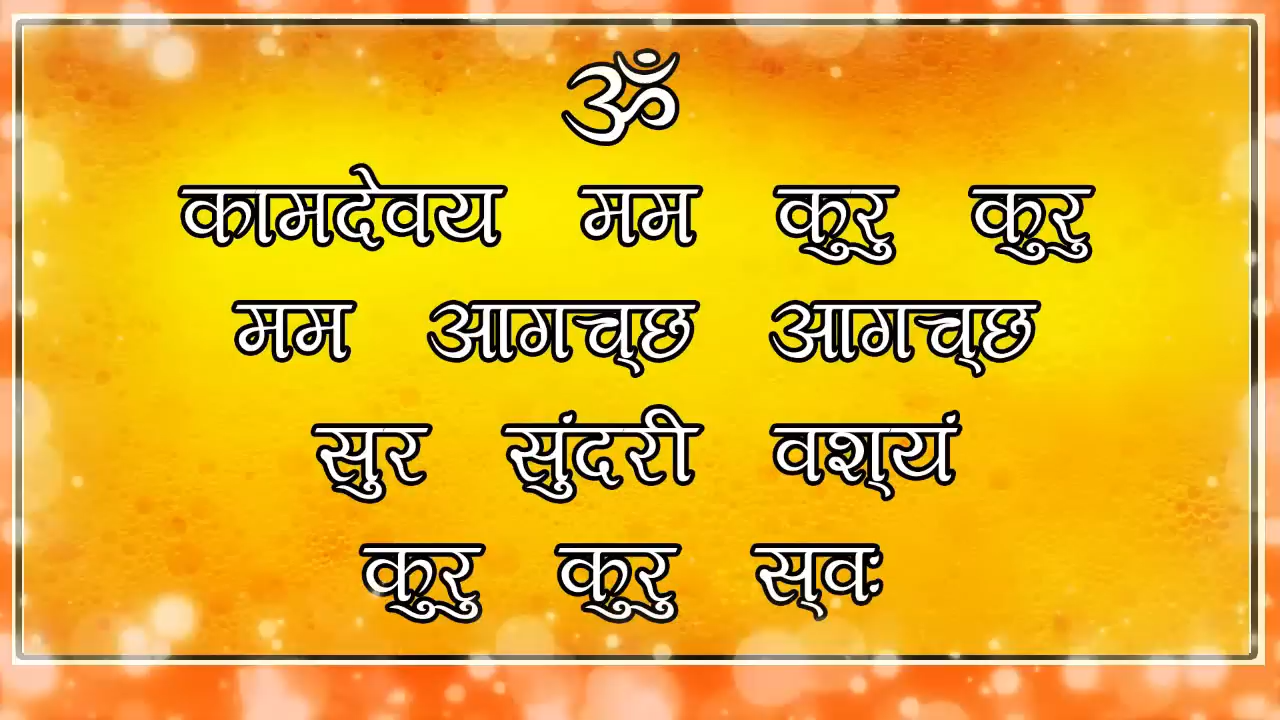 ॐ
कामदेवय मम कुरु कुरु
मम आगच्छ आगच्छ
सुर सुंदरी वश्यं
कुरु कुरु स्वः